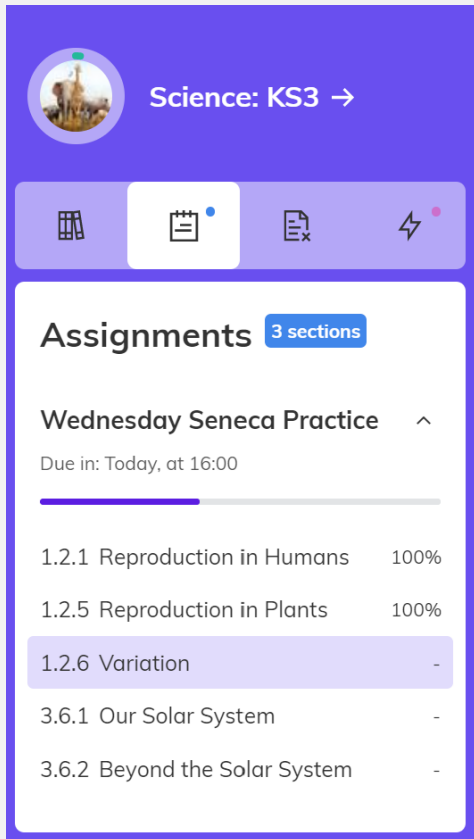 Science: KS3 →
Assignments 3 sections
Wednesday Seneca Practice
Due in: Today, at 16:00
1.2.1 Reproduction in Humans 100%
1.2.5 Reproduction in Plants 100%
1.2.6 Variation -
3.6.1 Our Solar System -
3.6.2 Beyond the Solar System -